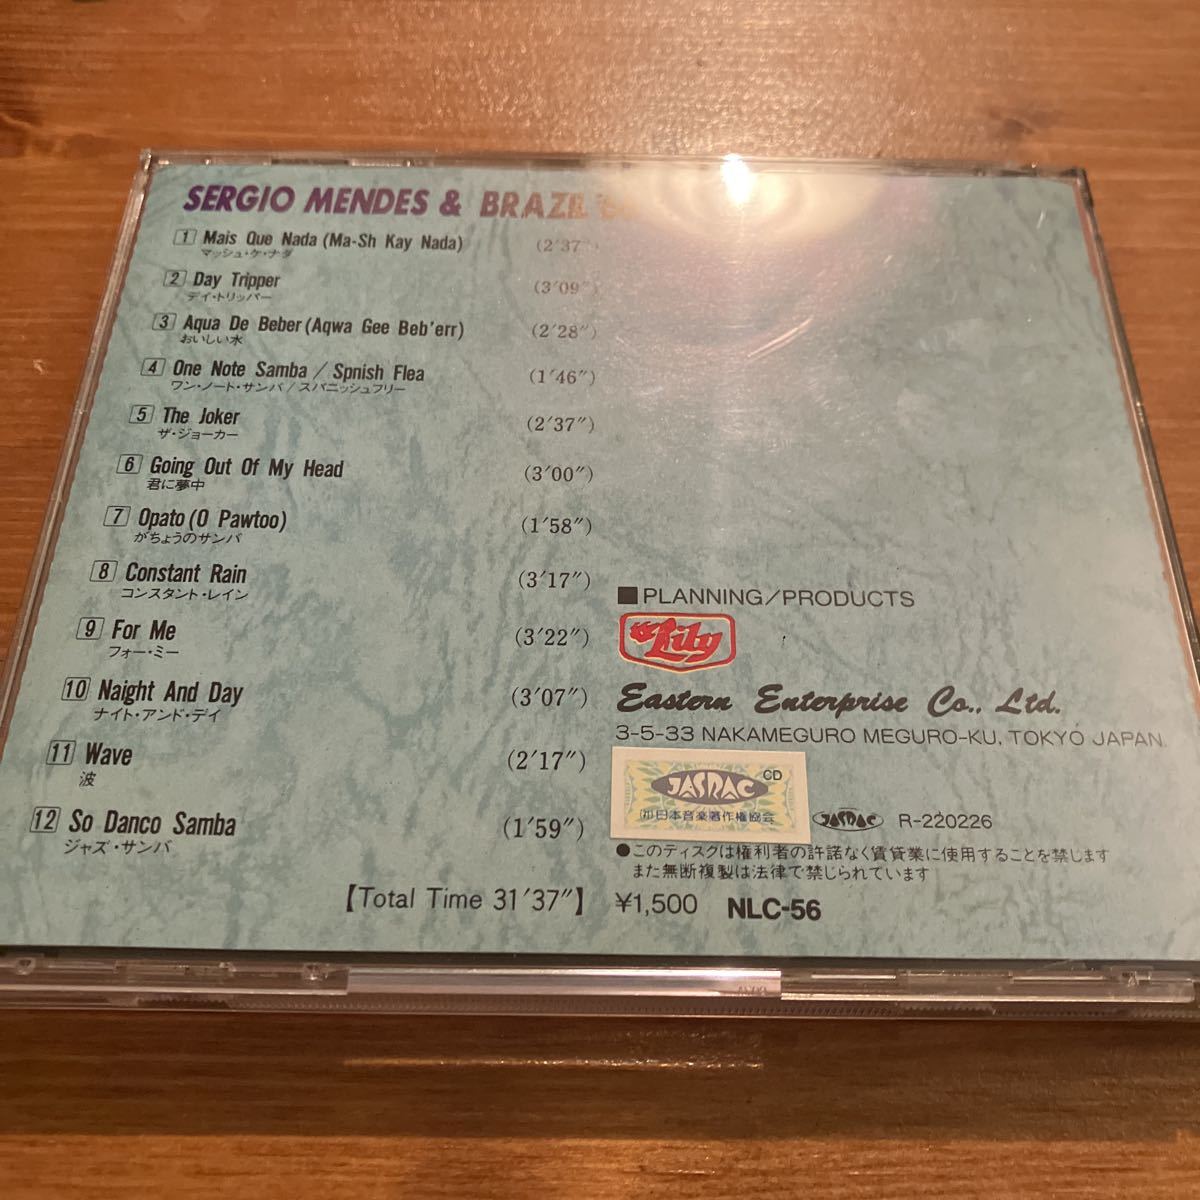 SERGIO MENDES & BRAZIL
1 Mais Que Nada (Ma-Sh Kay Nada) (2'37")
マッシュ・ケ・ナダ
2 Day Tripper (3'09")
デイ・トリッパー
3 Aqua De Beber (Aqwa Gee Beb'err) (2'28")
おいしい水
4 One Note Samba / Spnish Flea (1'46")
ワン・ノート・サンバ / スパニッシュフリー
5 The Joker (2'37")
ザ・ジョーカー
6 Going Out Of My Head (3'00")
君に夢中
7 Opato (O Pawtoo) (1'58")
がちょうのサンバ
8 Constant Rain (3'17")
コンスタント・レイン
9 For Me (3'22")
フォー・ミー
10 Naight And Day (3'07")
ナイト・アンド・デイ
11 Wave (2'17")
波
12 So Danco Samba (1'59")
ジャズ・サンバ
【Total Time 31'37"】
■PLANNING/PRODUCTS
Lily
Eastern Enterprise Co., Ltd.
3-5-33 NAKAMEGURO MEGURO-KU, TOKYO JAPAN.
JASRAC CD
(社)日本音楽著作権協会
JASRAC R-220226
●このディスクは権利者の許諾なく賃貸業に使用することを禁じます
また無断複製は法律で禁じられています
¥1,500 NLC-56